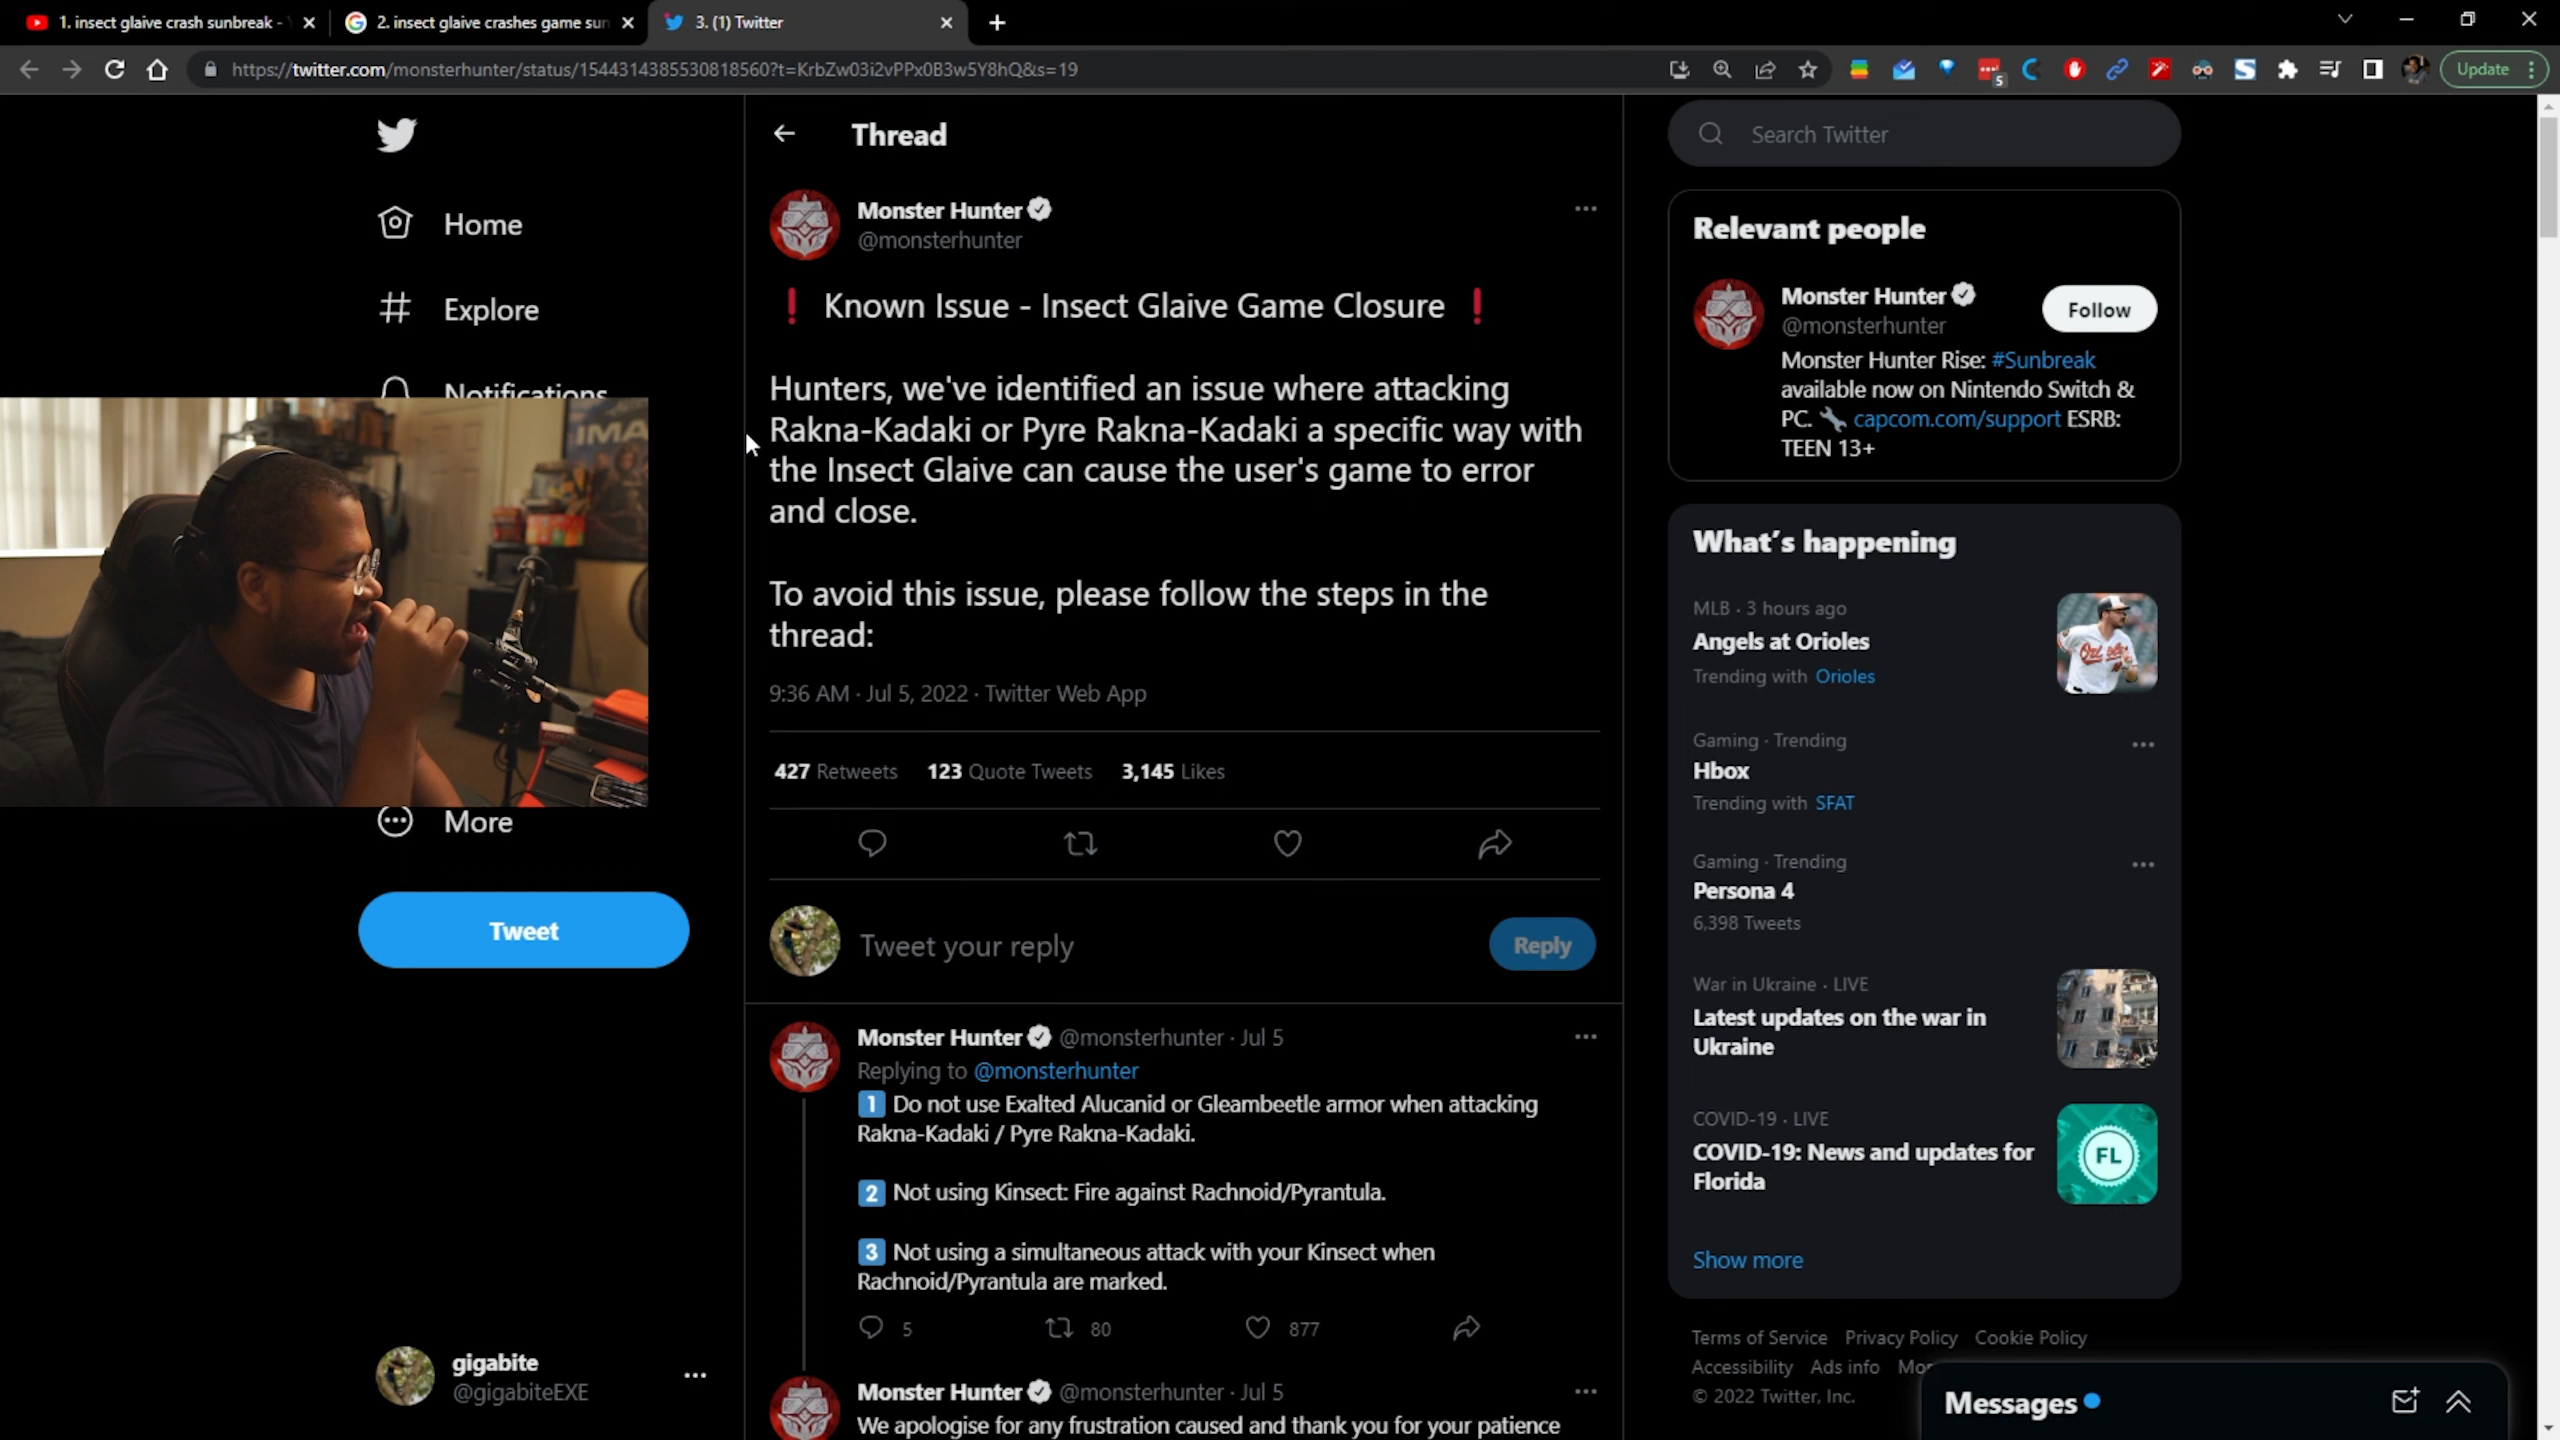 1. insect glaive crash sunbreak -
2. insect glaive crashes game sun
3. (1) Twitter
https://twitter.com/monsterhunter/status/1544314385530818560?t=KrbZw03i2vPPx0B3w5Y8hQ&s=19
5
Update
Home
Explore
Notifications
IMA
More
Tweet
gigabite
@gigabiteEXE
Thread
Monster Hunter
@monsterhunter
❗ Known Issue - Insect Glaive Game Closure ❗
Hunters, we've identified an issue where attacking
Rakna-Kadaki or Pyre Rakna-Kadaki a specific way with
the Insect Glaive can cause the user's game to error
and close.
To avoid this issue, please follow the steps in the
thread:
9:36 AM · Jul 5, 2022 · Twitter Web App
427 Retweets 123 Quote Tweets 3,145 Likes
Tweet your reply
Reply
Monster Hunter @monsterhunter · Jul 5
Replying to @monsterhunter
1 Do not use Exalted Alucanid or Gleambeetle armor when attacking
Rakna-Kadaki / Pyre Rakna-Kadaki.
2 Not using Kinsect: Fire against Rachnoid/Pyrantula.
3 Not using a simultaneous attack with your Kinsect when
Rachnoid/Pyrantula are marked.
5 80 877
Monster Hunter @monsterhunter · Jul 5
We apologise for any frustration caused and thank you for your patience
Search Twitter
Relevant people
Monster Hunter
@monsterhunter
Follow
Monster Hunter Rise: #Sunbreak
available now on Nintendo Switch &
PC. 🔧 capcom.com/support ESRB:
TEEN 13+
What's happening
MLB · 3 hours ago
Angels at Orioles
Trending with Orioles
Gaming · Trending
Hbox
Trending with SFAT
Gaming · Trending
Persona 4
6,398 Tweets
War in Ukraine · LIVE
Latest updates on the war in
Ukraine
COVID-19 · LIVE
COVID-19: News and updates for
Florida
FL
Show more
Terms of Service Privacy Policy Cookie Policy
Accessibility Ads info Mor
© 2022 Twitter, Inc.
Messages